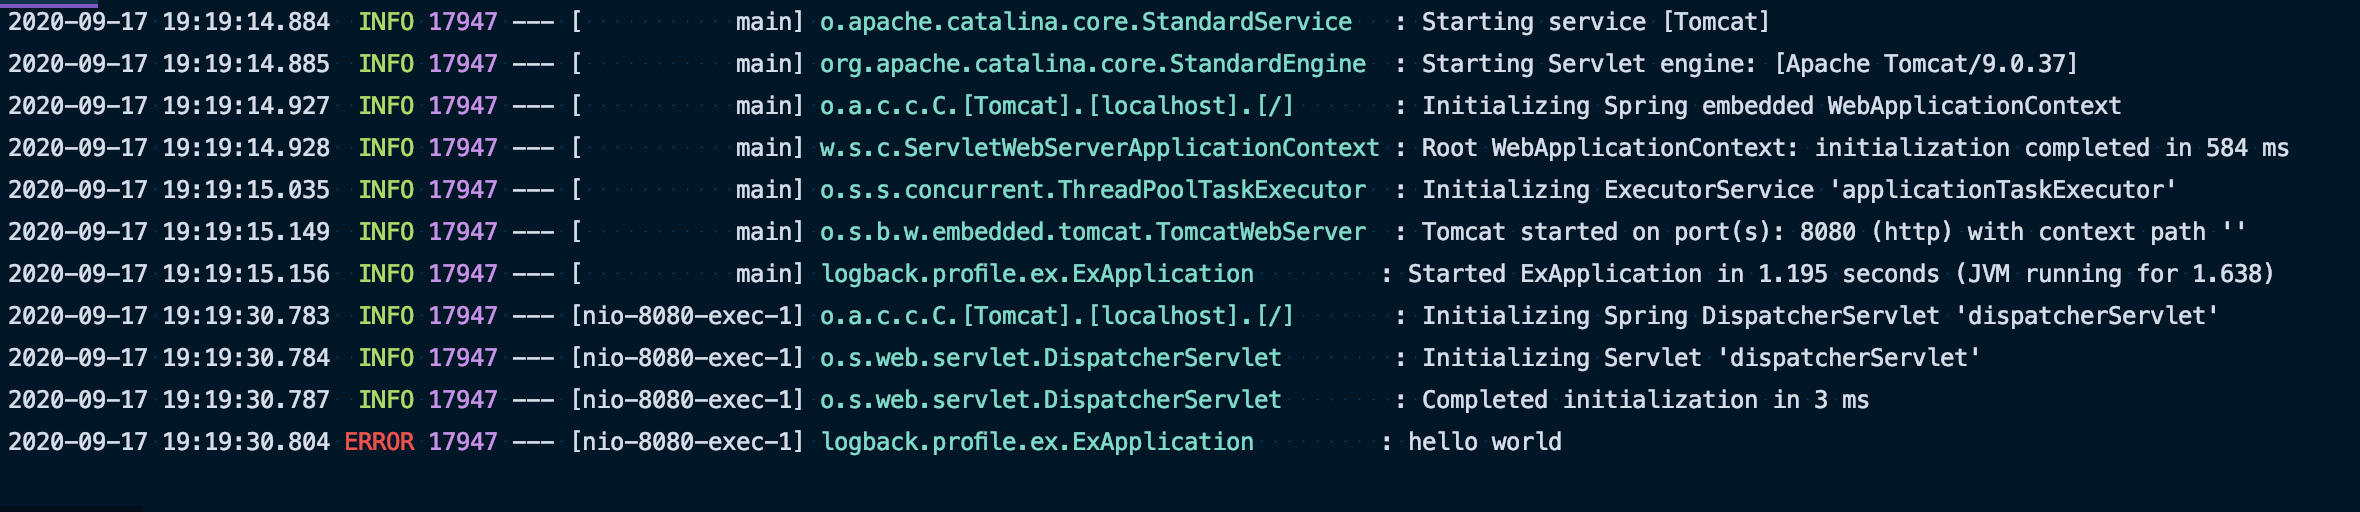 2020-09-17 19:19:14.884  INFO 17947 --- [           main] o.apache.catalina.core.StandardService   : Starting service [Tomcat]
2020-09-17 19:19:14.885  INFO 17947 --- [           main] org.apache.catalina.core.StandardEngine  : Starting Servlet engine: [Apache Tomcat/9.0.37]
2020-09-17 19:19:14.927  INFO 17947 --- [           main] o.a.c.c.C.[Tomcat].[localhost].[/]       : Initializing Spring embedded WebApplicationContext
2020-09-17 19:19:14.928  INFO 17947 --- [           main] w.s.c.ServletWebServerApplicationContext : Root WebApplicationContext: initialization completed in 584 ms
2020-09-17 19:19:15.035  INFO 17947 --- [           main] o.s.s.concurrent.ThreadPoolTaskExecutor  : Initializing ExecutorService 'applicationTaskExecutor'
2020-09-17 19:19:15.149  INFO 17947 --- [           main] o.s.b.w.embedded.tomcat.TomcatWebServer  : Tomcat started on port(s): 8080 (http) with context path ''
2020-09-17 19:19:15.156  INFO 17947 --- [           main] logback.profile.ex.ExApplication         : Started ExApplication in 1.195 seconds (JVM running for 1.638)
2020-09-17 19:19:30.783  INFO 17947 --- [nio-8080-exec-1] o.a.c.c.C.[Tomcat].[localhost].[/]       : Initializing Spring DispatcherServlet 'dispatcherServlet'
2020-09-17 19:19:30.784  INFO 17947 --- [nio-8080-exec-1] o.s.web.servlet.DispatcherServlet        : Initializing Servlet 'dispatcherServlet'
2020-09-17 19:19:30.787  INFO 17947 --- [nio-8080-exec-1] o.s.web.servlet.DispatcherServlet        : Completed initialization in 3 ms
2020-09-17 19:19:30.804 ERROR 17947 --- [nio-8080-exec-1] logback.profile.ex.ExApplication         : hello world